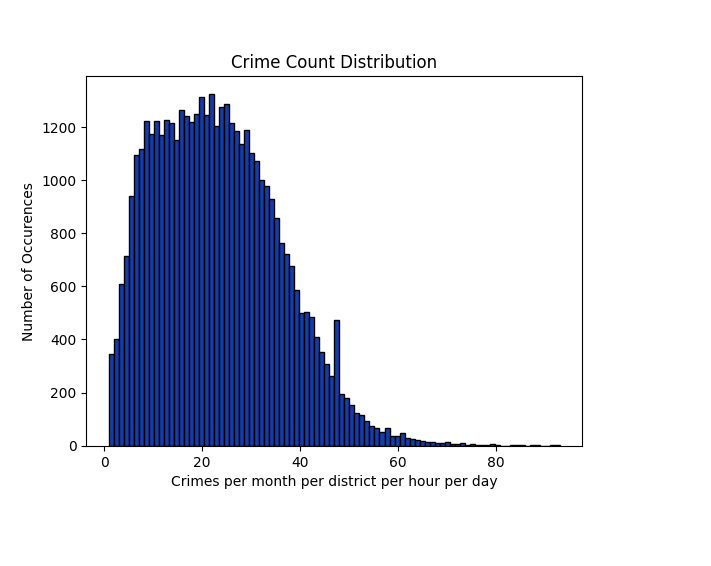 Crime Count Distribution
Number of Occurences
1200
1000
800
600
400
200
0
0 20 40 60 80
Crimes per month per district per hour per day